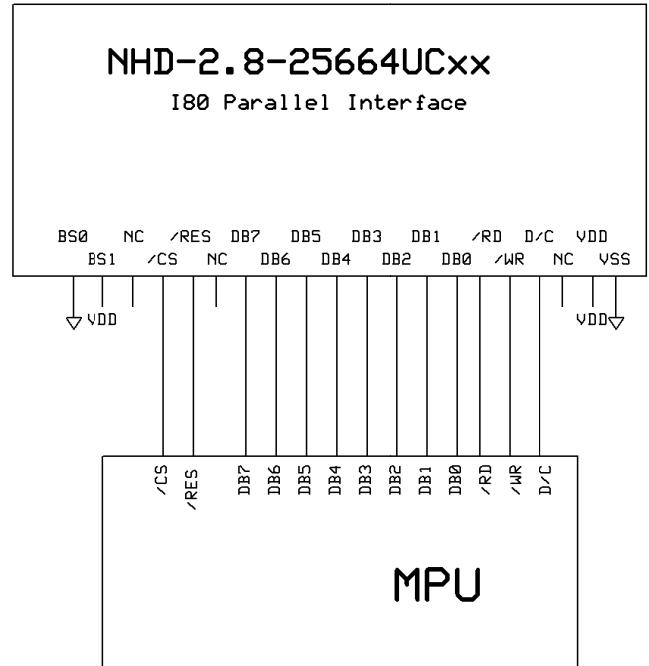 NHD-2.8-25664UCxx
I80 Parallel Interface
BS0 NC /RES DB7 DB5 DB3 DB1 /RD D/C VDD
BS1 /CS NC DB6 DB4 DB2 DB0 /WR NC VSS
VDD VDD
/CS /RES DB7 DB6 DB5 DB4 DB3 DB2 DB1 DB0 /RD /WR D/C
MPU